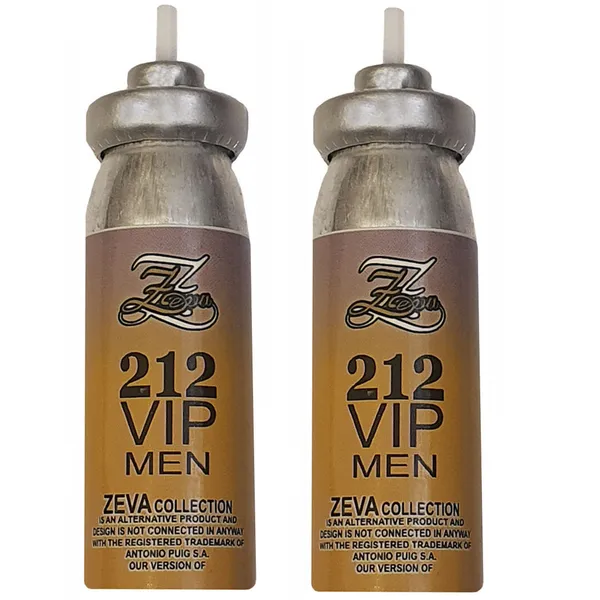 Zeva
212
VIP
MEN
ZEVA COLLECTION
IS AN ALTERNATIVE PRODUCT AND
DESIGN IS NOT CONNECTED IN ANYWAY
WITH THE REGISTERED TRADEMARK OF
ANTONIO PUIG S.A.
OUR VERSION OF
Zeva
212
VIP
MEN
ZEVA COLLECTION
IS AN ALTERNATIVE PRODUCT AND
DESIGN IS NOT CONNECTED IN ANYWAY
WITH THE REGISTERED TRADEMARK OF
ANTONIO PUIG S.A.
OUR VERSION OF